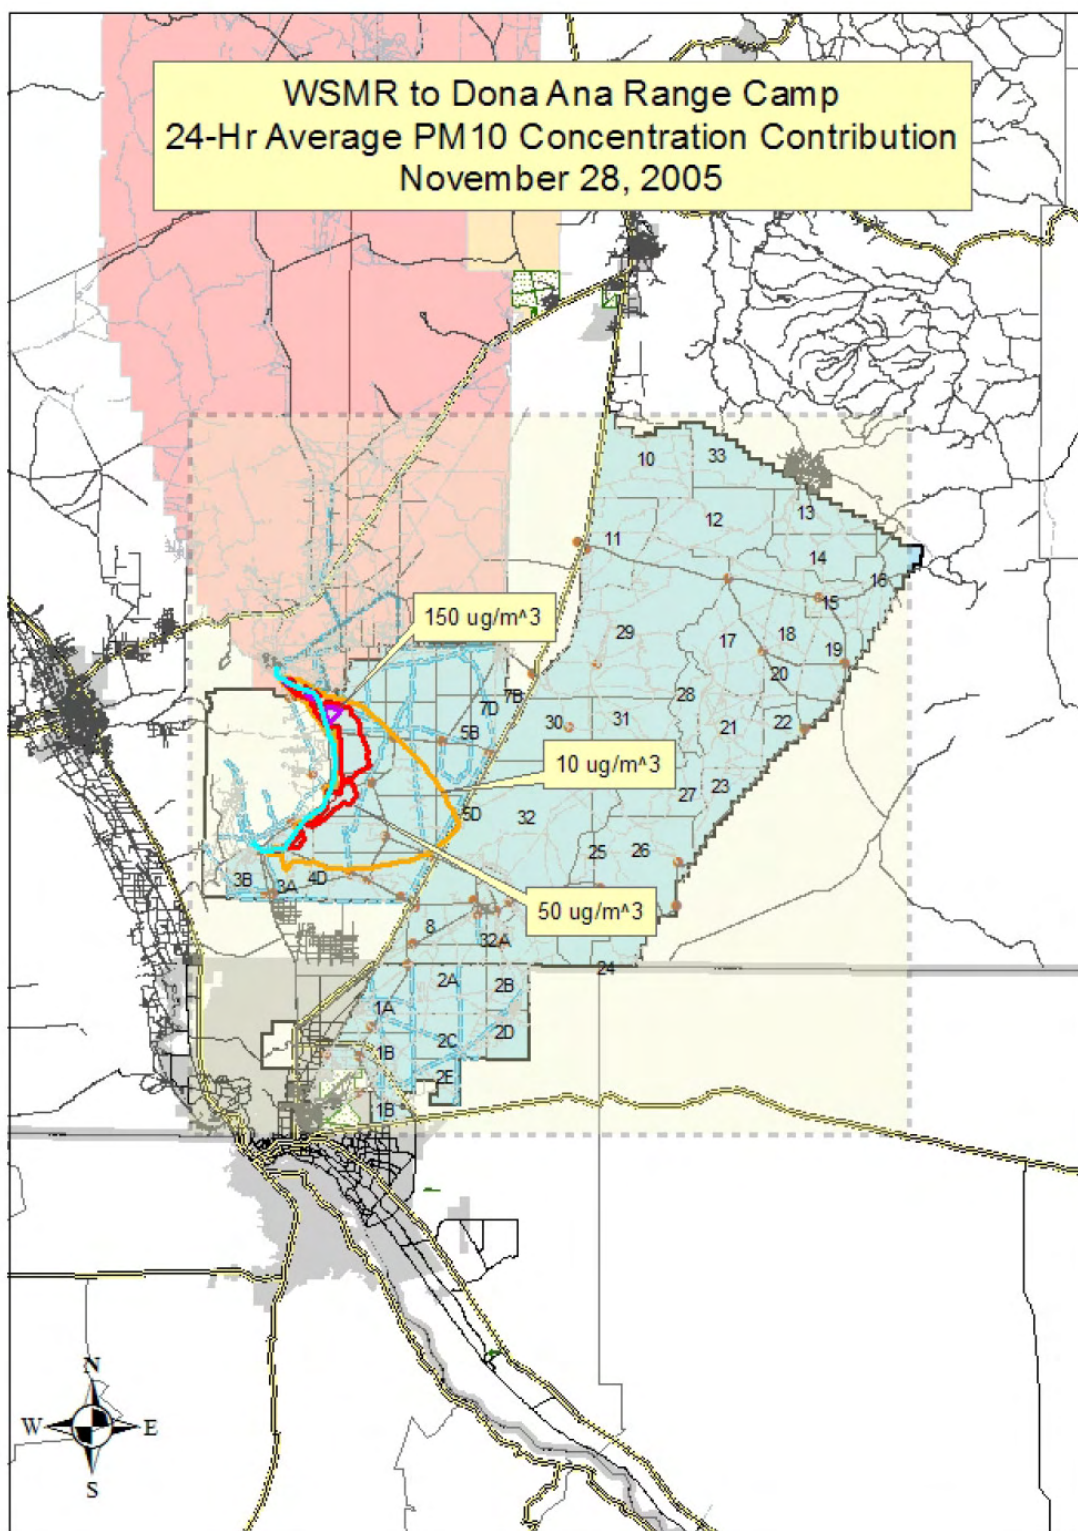 WSMR to Dona Ana Range Camp
24-Hr Average PM10 Concentration Contribution
November 28, 2005
10
33
12
13
11
14
16
15
150 ug/m^3
29
17
18
19
20
7D
7B
28
30
31
21
22
5B
10 ug/m^3
27
23
5D
32
25
26
3B
3A
4D
50 ug/m^3
8
32A
24
2A
2B
1A
2D
2C
1B
2E
1B
N
W
E
S